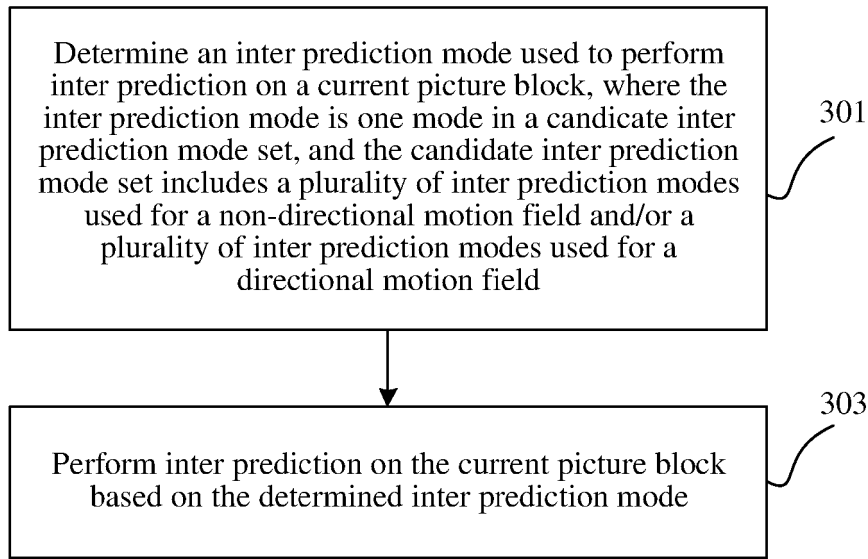 Determine an inter prediction mode used to perform
inter prediction on a current picture block, where the
inter prediction mode is one mode in a candicate inter
prediction mode set, and the candidate inter prediction
mode set includes a plurality of inter prediction modes
used for a non-directional motion field and/or a
plurality of inter prediction modes used for a
directional motion field
301
Perform inter prediction on the current picture block
based on the determined inter prediction mode
303